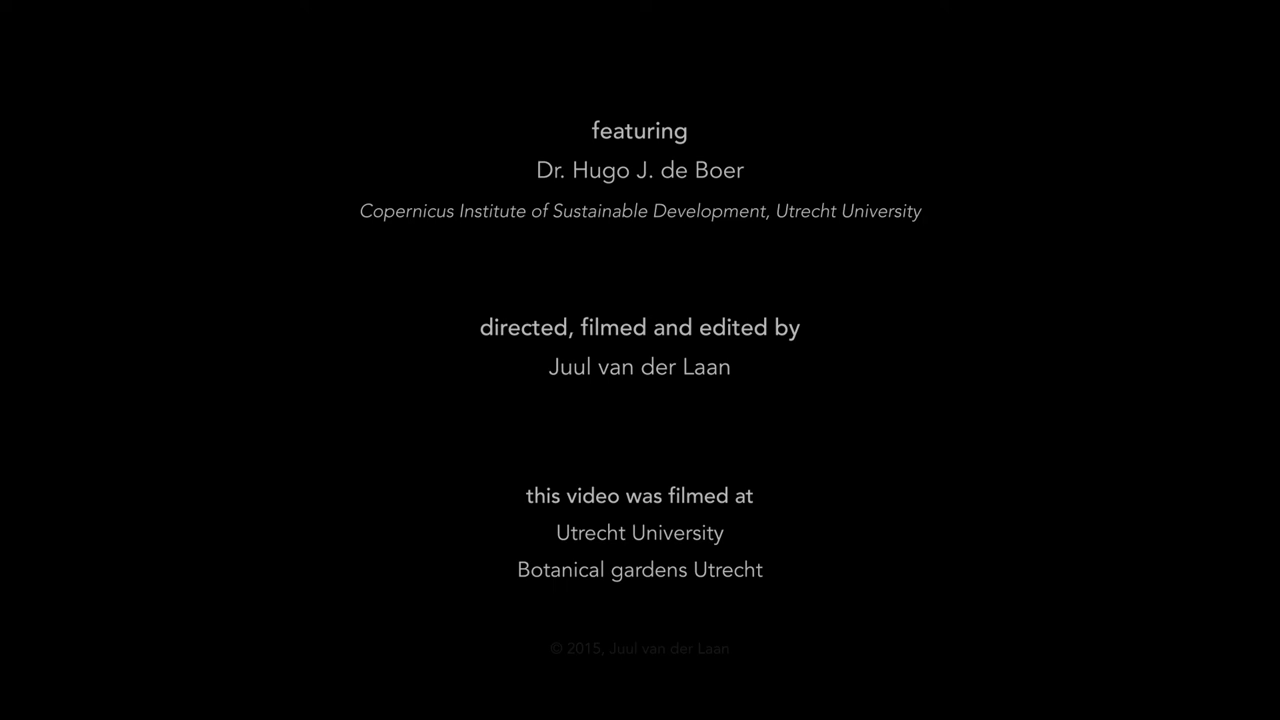 featuring
Dr. Hugo J. de Boer
Copernicus Institute of Sustainable Development, Utrecht University
directed, filmed and edited by
Juul van der Laan
this video was filmed at
Utrecht University
Botanical gardens Utrecht
© 2015, Juul van der Laan